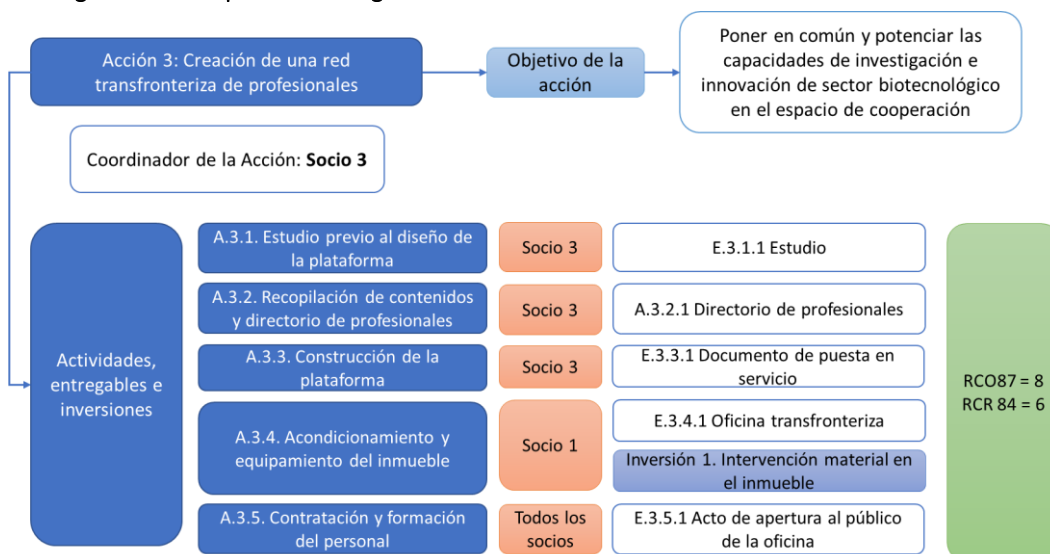 Acción 3: Creación de una red
transfronteriza de profesionales
Objetivo de la
acción
Poner en común y potenciar las
capacidades de investigación e
innovación de sector biotecnológico
en el espacio de cooperación
Coordinador de la Acción: Socio 3
Actividades,
entregables e
inversiones
A.3.1. Estudio previo al diseño de
la plataforma
Socio 3
E.3.1.1 Estudio
A.3.2. Recopilación de contenidos
y directorio de profesionales
Socio 3
A.3.2.1 Directorio de profesionales
A.3.3. Construcción de la
plataforma
Socio 3
E.3.3.1 Documento de puesta en
servicio
A.3.4. Acondicionamiento y
equipamiento del inmueble
Socio 1
E.3.4.1 Oficina transfronteriza
Inversión 1. Intervención material en
el inmueble
A.3.5. Contratación y formación
del personal
Todos los
socios
E.3.5.1 Acto de apertura al público
de la oficina
RCO87 = 8
RCR 84 = 6